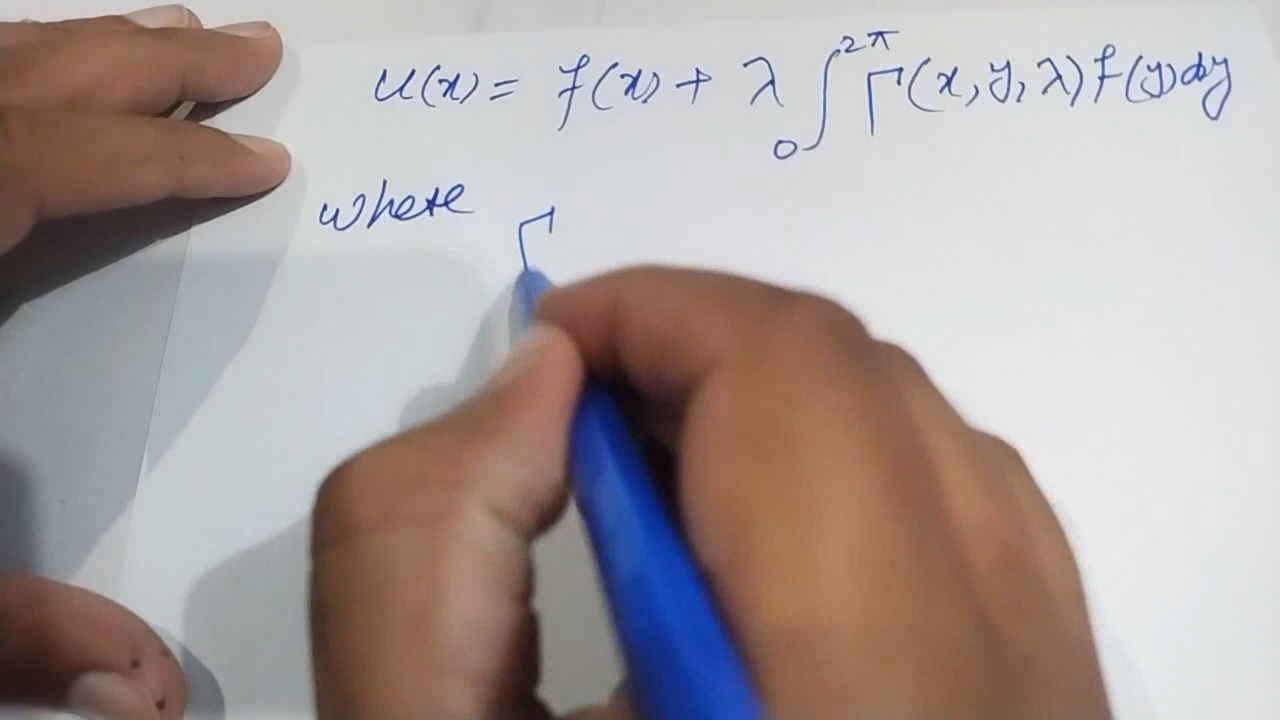 u(x) = f(x) + λ ∫₀^2π Γ(x, y, λ) f(y) dy
where Γ